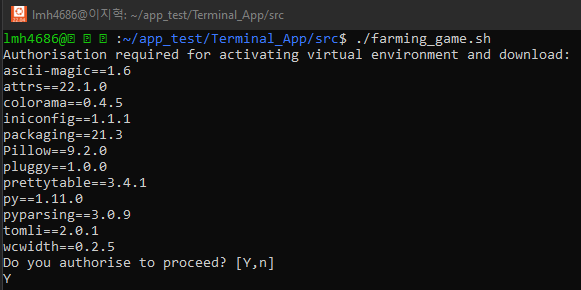 lmh4686@이지혁: ~/app_test/Terminal_App/src
lmh4686@ :~/app_test/Terminal_App/src$ ./farming_game.sh
Authorisation required for activating virtual environment and download:
ascii-magic==1.6
attrs==22.1.0
colorama==0.4.5
iniconfig==1.1.1
packaging==21.3
Pillow==9.2.0
pluggy==1.0.0
prettytable==3.4.1
py==1.11.0
pyparsing==3.0.9
tomli==2.0.1
wcwidth==0.2.5
Do you authorise to proceed? [Y,n]
Y